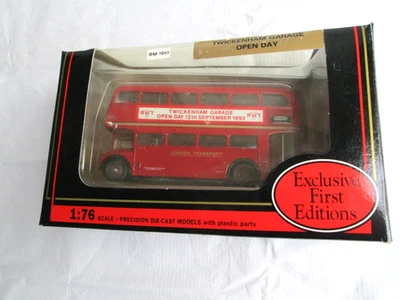 RM 1910
TWICKENHAM GARAGE
OPEN DAY
TWICKENHAM GARAGE
OPEN DAY 12th SEPTEMBER 1993
LONDON TRANSPORT
Exclusive
First
Editions
1:76 SCALE - PRECISION DIE-CAST MODELS with plastic parts